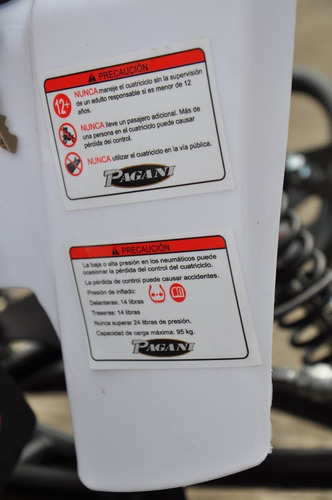 PRECAUCIÓN
12+
NUNCA maneje el cuatriciclo sin la supervisión
de un adulto responsable si es menor de 12
años.
NUNCA lleve un pasajero adicional. Más de
una persona en el cuatriciclo puede causar
pérdida del control.
NUNCA utilizar el cuatriciclo en la vía pública.
PAGANI
PRECAUCIÓN
La baja o alta presión en los neumáticos puede
ocasionar la pérdida del control del cuatriciclo.
La pérdida de control puede causar accidentes.
Presión de inflado:
Delanteras: 14 libras
Traseras: 14 libras
Nunca superar 24 libras de presión.
Capacidad de carga máxima: 95 kg.
PAGANI